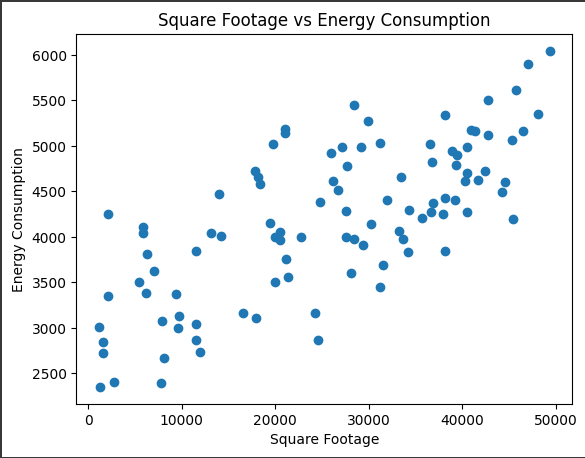 Square Footage vs Energy Consumption
6000
5500
5000
4500
4000
3500
3000
2500
Energy Consumption
0 10000 20000 30000 40000 50000
Square Footage